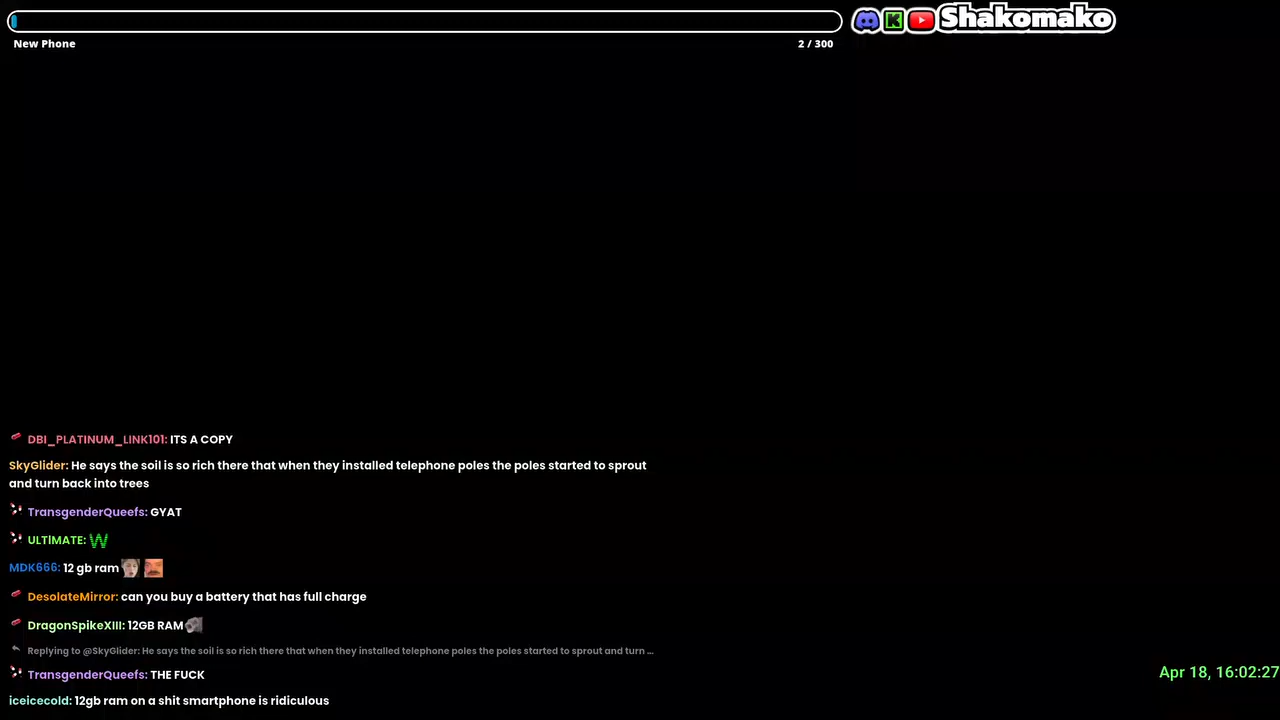 Shakomako
New Phone
2 / 300
DBI_PLATINUM_LINK101: ITS A COPY
SkyGlider: He says the soil is so rich there that when they installed telephone poles the poles started to sprout
and turn back into trees
TransgenderQueefs: GYAT
ULTIMATE: W
MDK666: 12 gb ram
DesolateMirror: can you buy a battery that has full charge
DragonSpikeXIII: 12GB RAM
Replying to @SkyGlider: He says the soil is so rich there that when they installed telephone poles the poles started to sprout and turn ...
TransgenderQueefs: THE FUCK
Apr 18, 16:02:27
iceicecold: 12gb ram on a shit smartphone is ridiculous